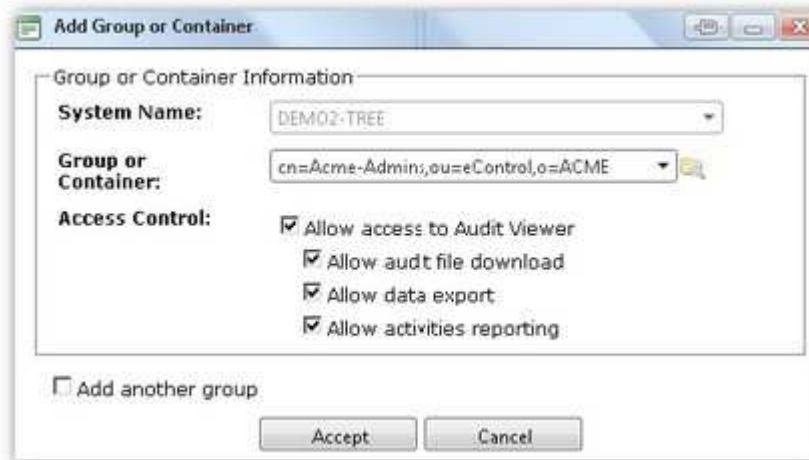 Add Group or Container
Group or Container Information
System Name:
DEMO2-TREE
Group or
Container:
cn=Acme-Admins,ou=eControl,o=ACME
Access Control:
Allow access to Audit Viewer
Allow audit file download
Allow data export
Allow activities reporting
Add another group
Accept
Cancel